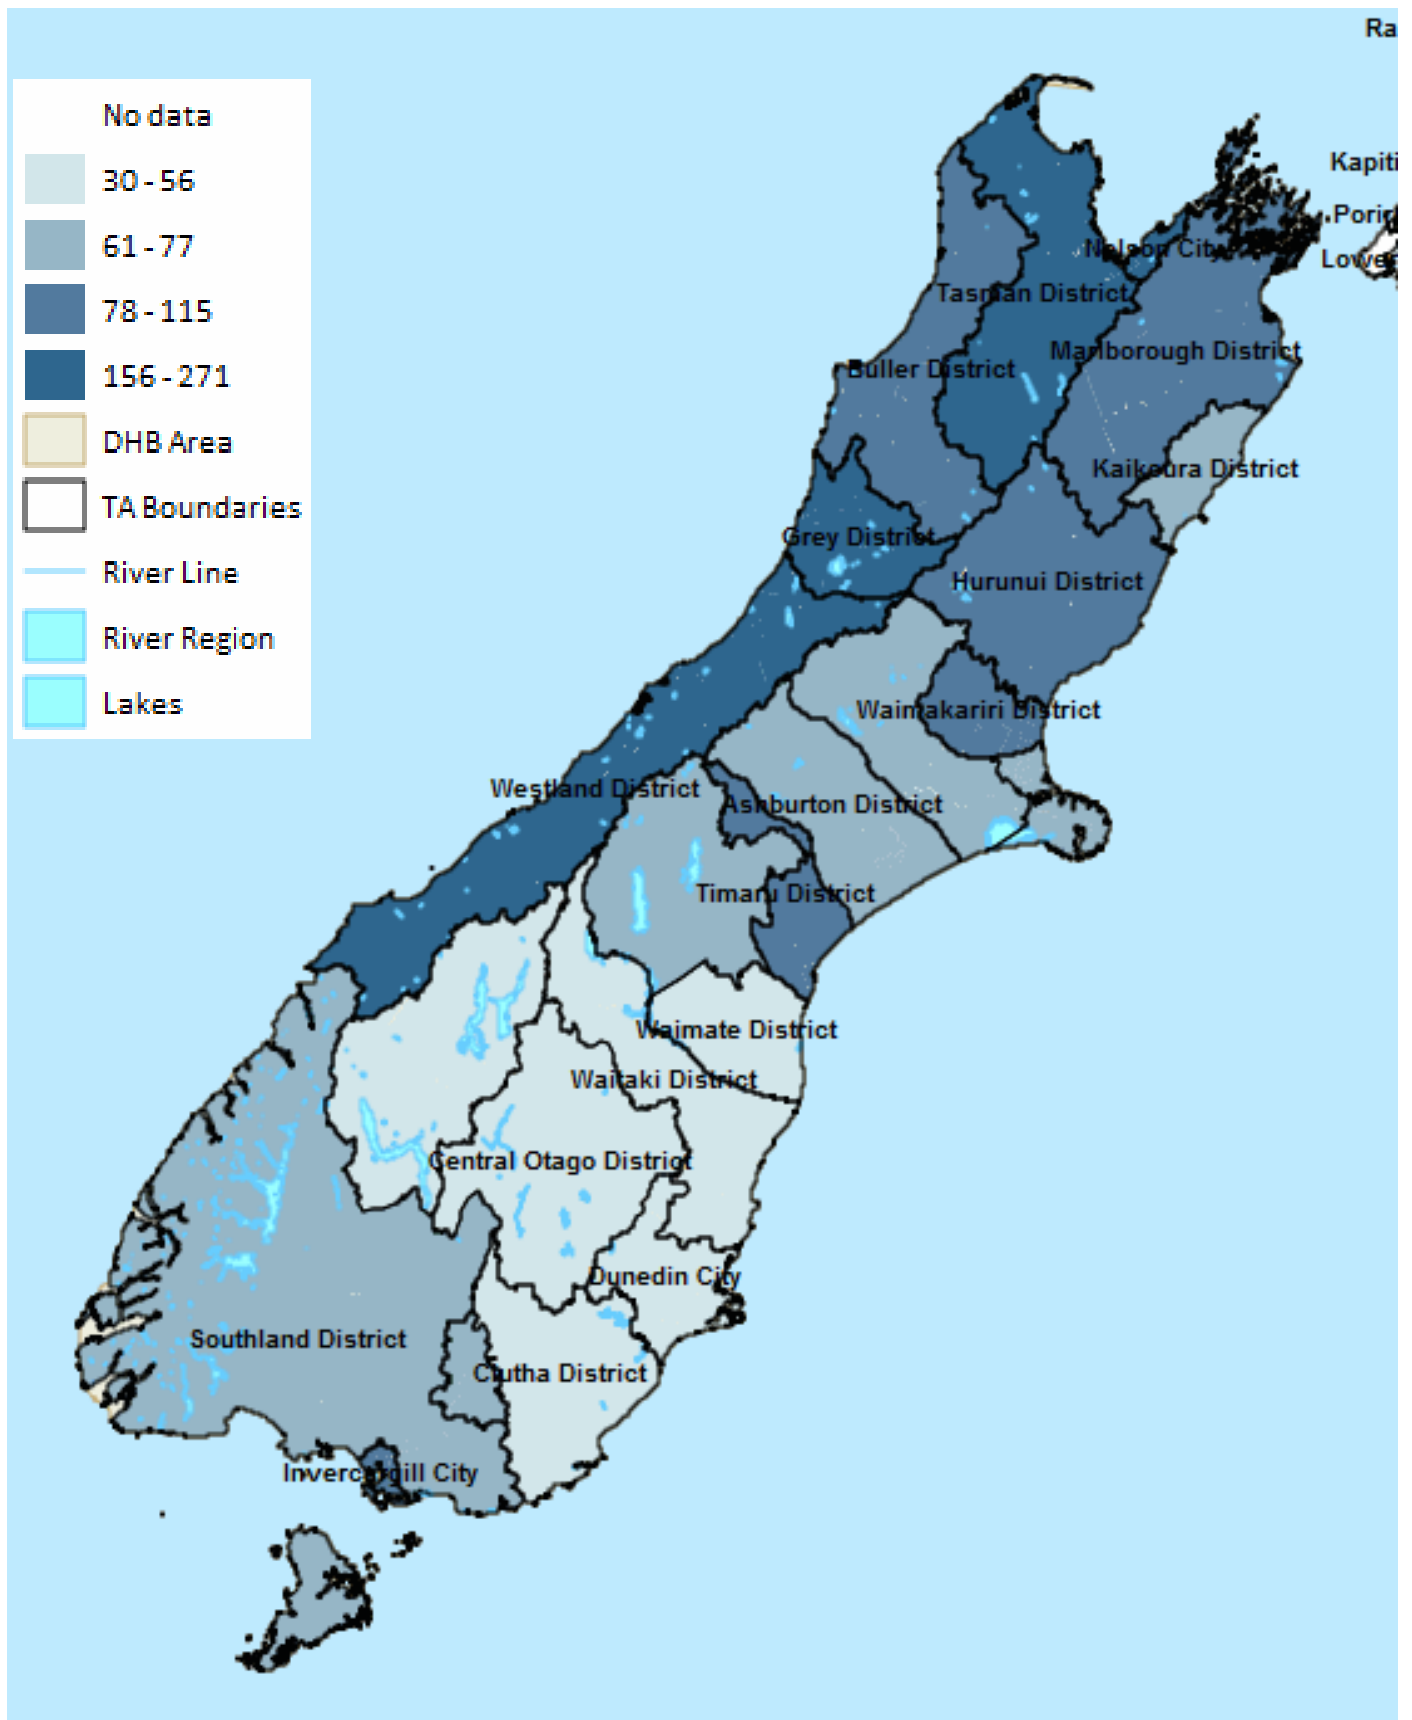 Ra
No data
30 - 56
61 - 77
78 - 115
156 - 271
DHB Area
TA Boundaries
River Line
River Region
Lakes
Kapiti
Poric
Lower
Nelson City
Tasman District
Marlborough District
Buller District
Kaikoura District
Grey District
Hurunui District
Waimakariri District
Westland District
Ashburton District
Timaru District
Waimate District
Waitaki District
Central Otago District
Dunedin City
Southland District
Clutha District
Invercargill City